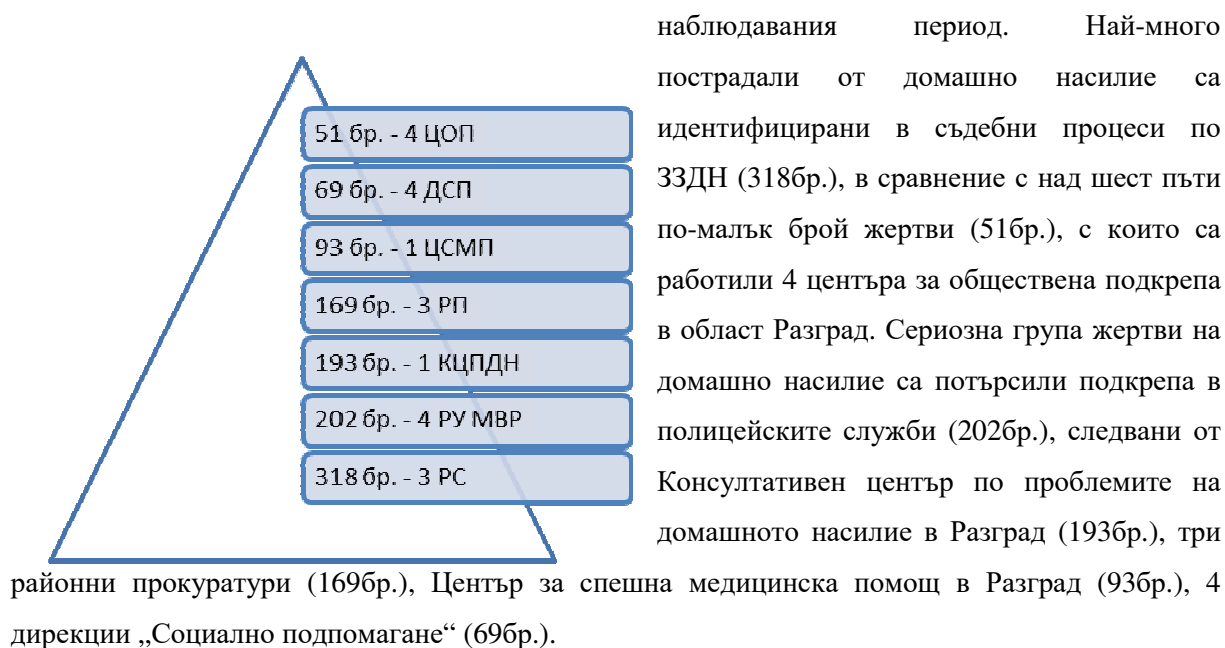 51 бр. - 4 ЦОП
69 бр. - 4 ДСП
93 бр. - 1 ЦСМП
169 бр. - 3 РП
193 бр. - 1 КЦПДН
202 бр. - 4 РУ МВР
318 бр. - 3 РС
наблюдавания период. Най-много
пострадали от домашно насилие са
идентифицирани в съдебни процеси по
ЗЗДН (318бр.), в сравнение с над шест пъти
по-малък брой жертви (51бр.), с които са
работили 4 центъра за обществена подкрепа
в област Разград. Сериозна група жертви на
домашно насилие са потърсили подкрепа в
полицейските служби (202бр.), следвани от
Консултативен център по проблемите на
домашното насилие в Разград (193бр.), три
районни прокуратури (169бр.), Център за спешна медицинска помощ в Разград (93бр.), 4
дирекции „Социално подпомагане“ (69бр.).